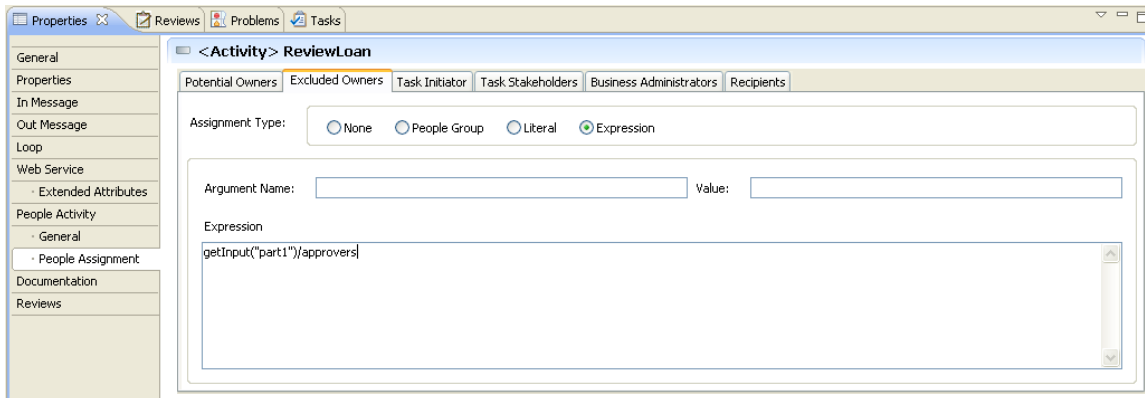 Properties Reviews Problems Tasks
<Activity> ReviewLoan
General
Properties
In Message
Out Message
Loop
Web Service
· Extended Attributes
People Activity
· General
· People Assignment
Documentation
Reviews
Potential Owners Excluded Owners Task Initiator Task Stakeholders Business Administrators Recipients
Assignment Type: None People Group Literal Expression
Argument Name: Value:
Expression
getInput("part1")/approvers